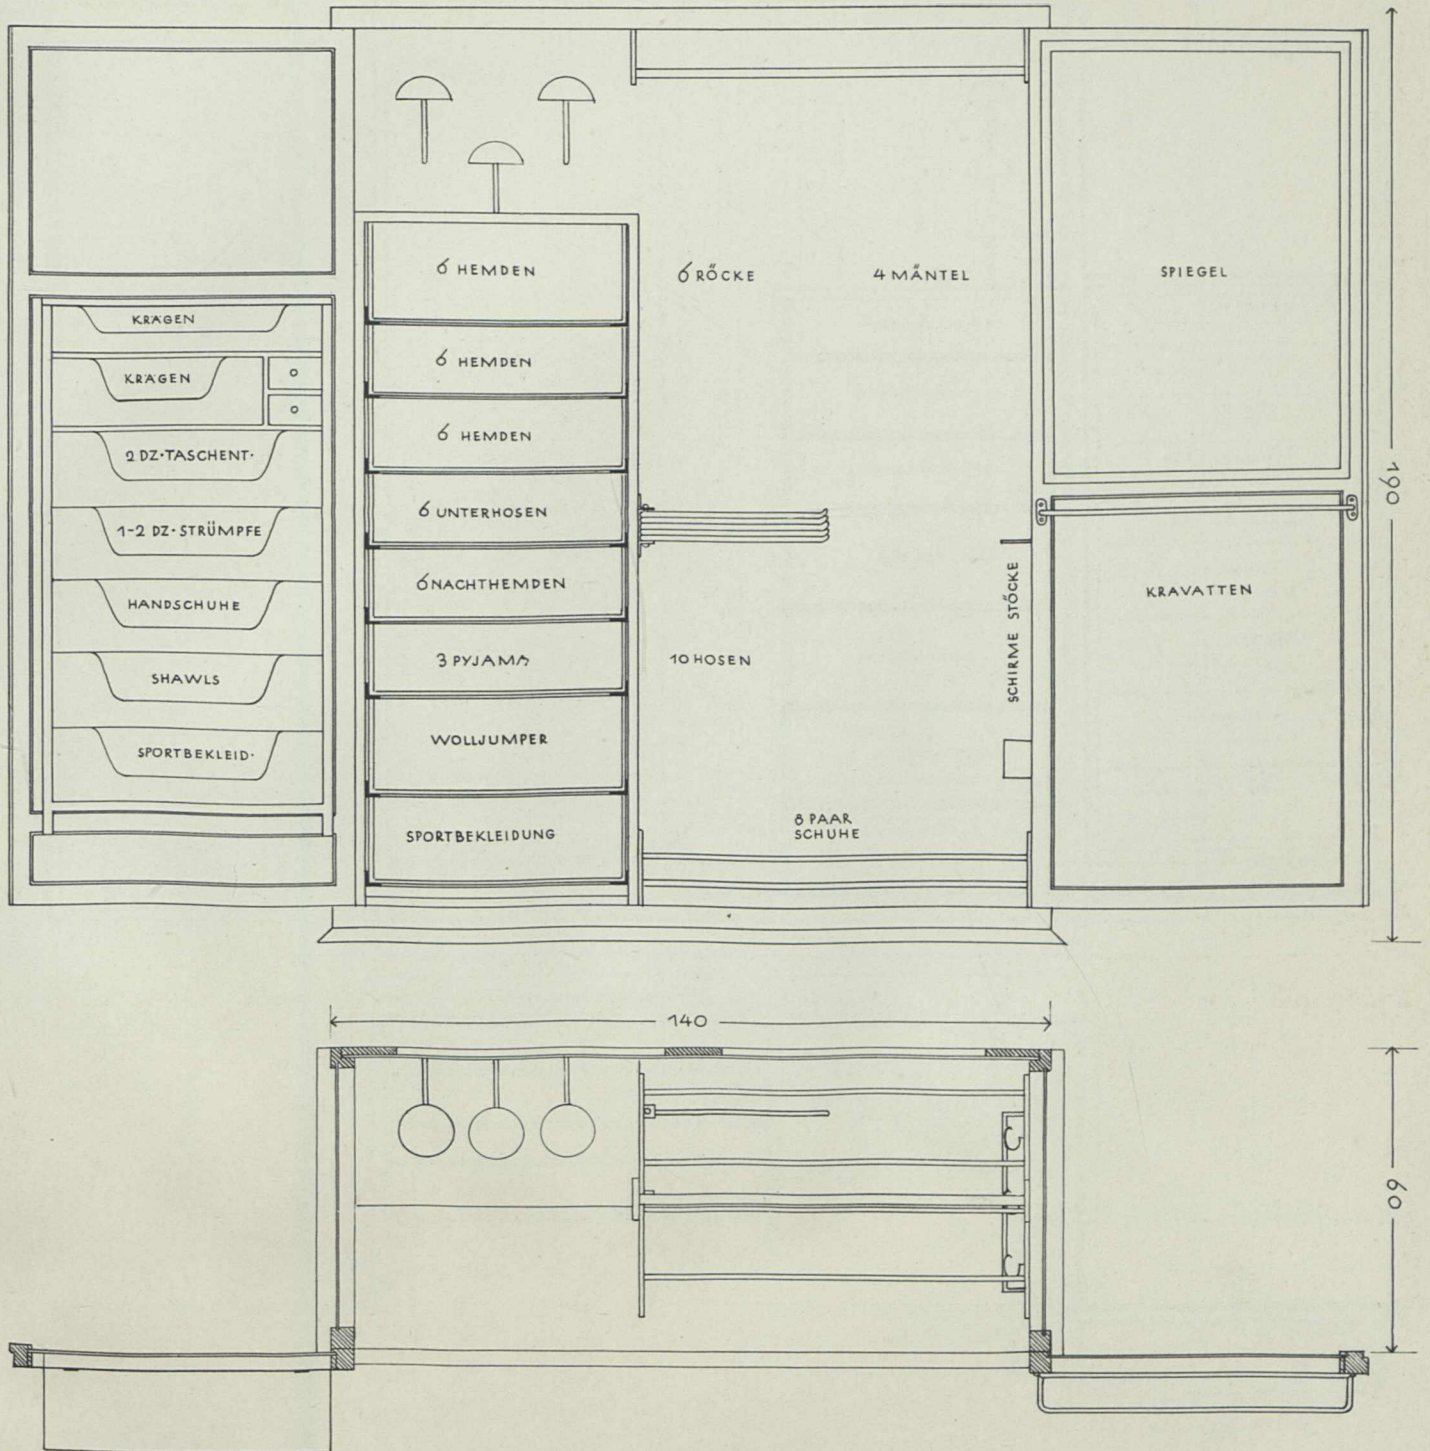 KRÄGEN
KRÄGEN
2 DZ·TASCHENT·
1-2 DZ·STRÜMPFE
HANDSCHUHE
SHAWLS
SPORTBEKLEID·
6 HEMDEN
6 HEMDEN
6 HEMDEN
6 UNTERHOSEN
6 NACHTHEMDEN
3 PYJAMA
WOLLJUMPER
SPORTBEKLEIDUNG
6 RÖCKE
4 MÄNTEL
10 HOSEN
SCHIRME STÖCKE
8 PAAR
SCHUHE
SPIEGEL
KRAVATTEN
190
140
60